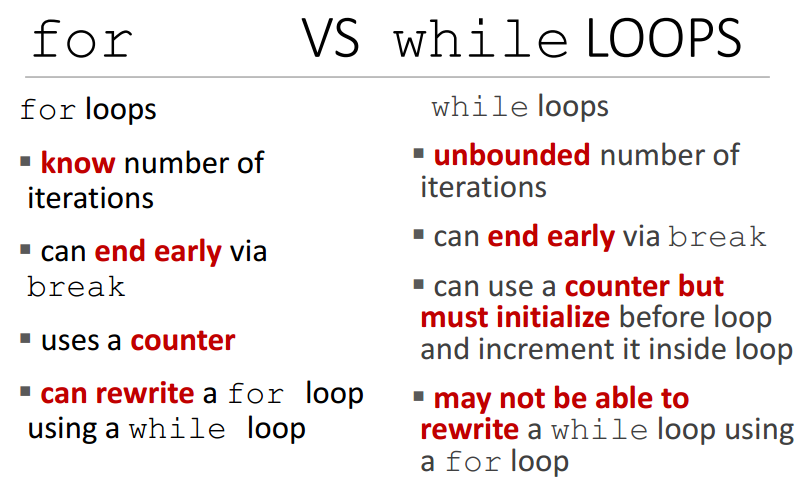 for VS while LOOPS
for loops
▪ know number of
iterations
▪ can end early via
break
▪ uses a counter
▪ can rewrite a for loop
using a while loop
while loops
▪ unbounded number of
iterations
▪ can end early via break
▪ can use a counter but
must initialize before loop
and increment it inside loop
▪ may not be able to
rewrite a while loop using
a for loop